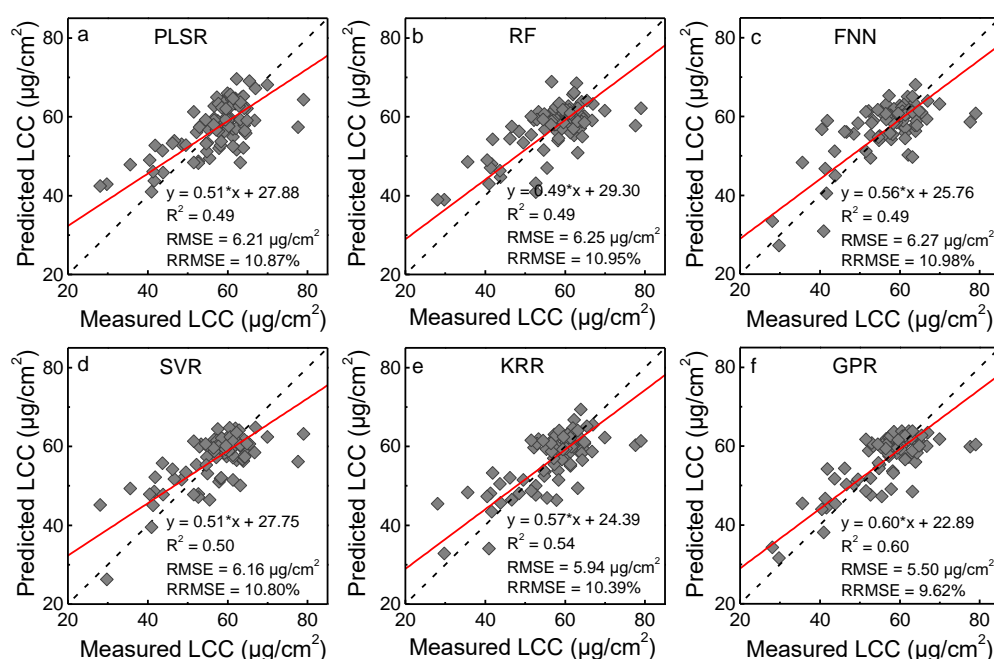 a PLSR
Predicted LCC (µg/cm²)
80
60
40
20
y = 0.51*x + 27.88
R² = 0.49
RMSE = 6.21 µg/cm²
RRMSE = 10.87%
20 40 60 80
Measured LCC (µg/cm²)
b RF
Predicted LCC (µg/cm²)
80
60
40
20
y = 0.49*x + 29.30
R² = 0.49
RMSE = 6.25 µg/cm²
RRMSE = 10.95%
20 40 60 80
Measured LCC (µg/cm²)
c FNN
Predicted LCC (µg/cm²)
80
60
40
20
y = 0.56*x + 25.76
R² = 0.49
RMSE = 6.27 µg/cm²
RRMSE = 10.98%
20 40 60 80
Measured LCC (µg/cm²)
d SVR
Predicted LCC (µg/cm²)
80
60
40
20
y = 0.51*x + 27.75
R² = 0.50
RMSE = 6.16 µg/cm²
RRMSE = 10.80%
20 40 60 80
Measured LCC (µg/cm²)
e KRR
Predicted LCC (µg/cm²)
80
60
40
20
y = 0.57*x + 24.39
R² = 0.54
RMSE = 5.94 µg/cm²
RRMSE = 10.39%
20 40 60 80
Measured LCC (µg/cm²)
f GPR
Predicted LCC (µg/cm²)
80
60
40
20
y = 0.60*x + 22.89
R² = 0.60
RMSE = 5.50 µg/cm²
RRMSE = 9.62%
20 40 60 80
Measured LCC (µg/cm²)